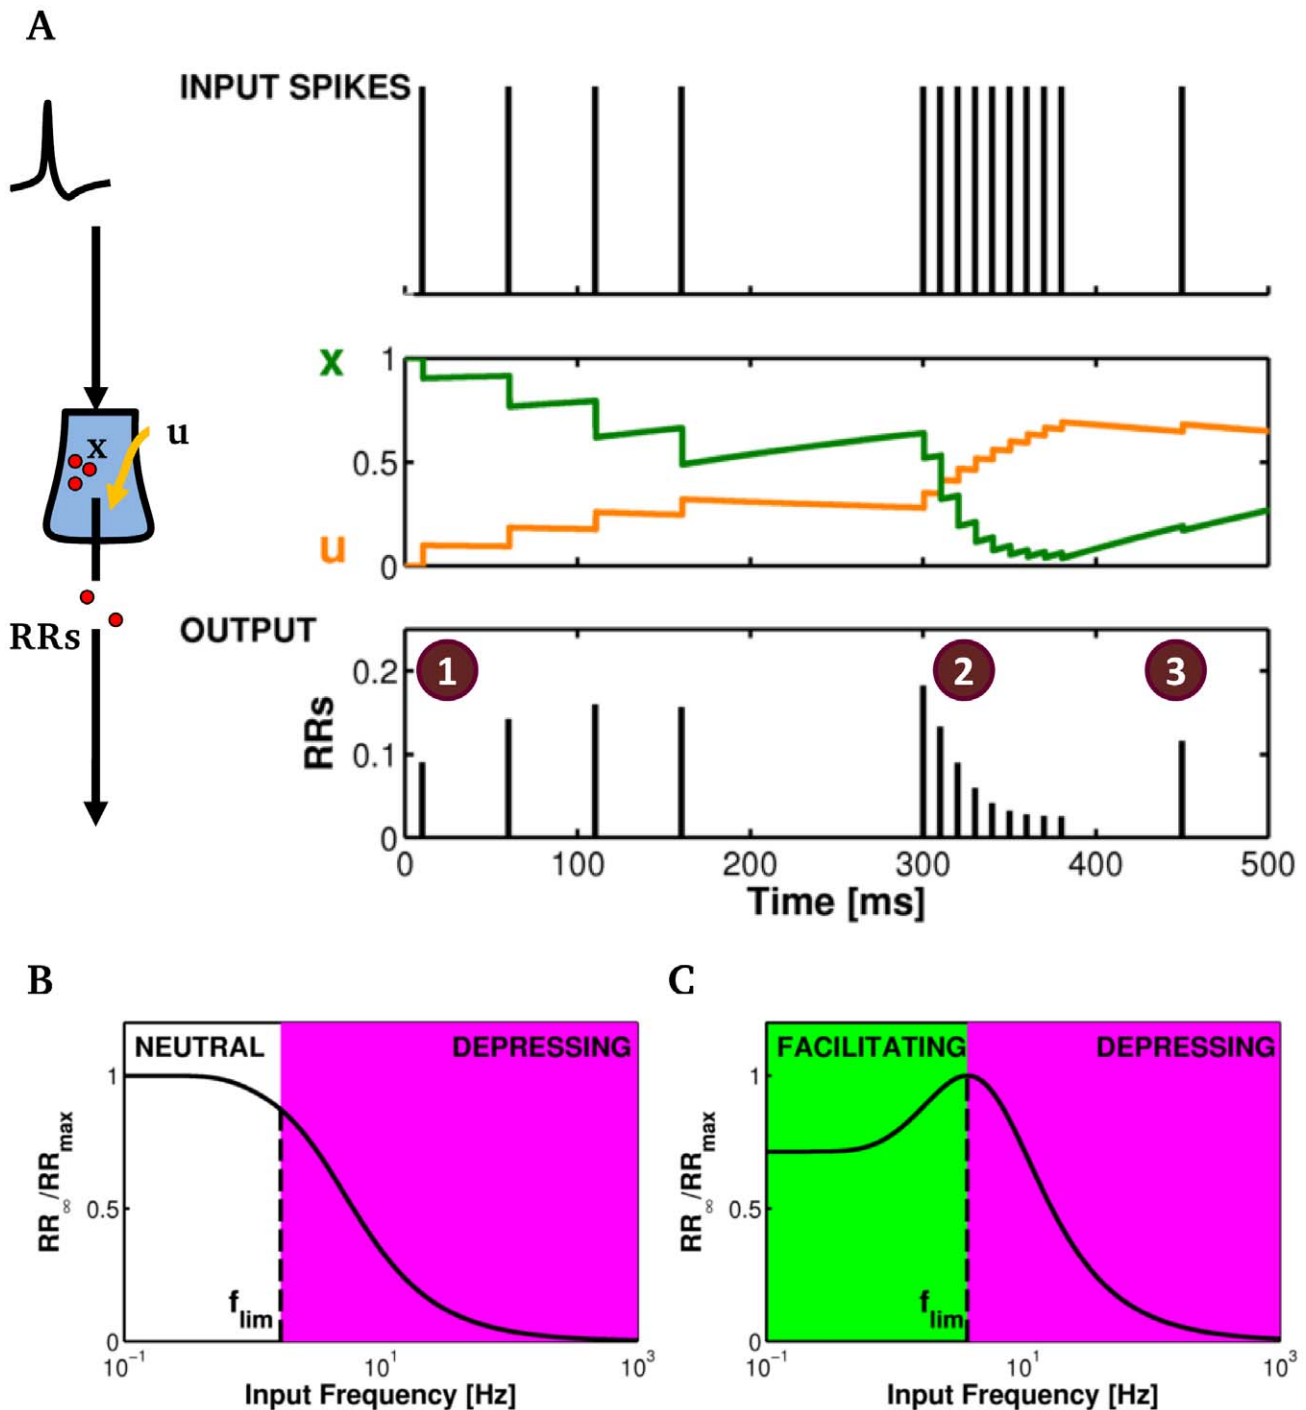 A
INPUT SPIKES
x
1
0.5
u
0
x
u
RRs
OUTPUT
1
2
3
RRs
0.2
0.1
0
0 100 200 300 400 500
Time [ms]
B
NEUTRAL DEPRESSING
RR∞/RRmax
1
0.5
0
flim
10⁻¹ 10¹ 10³
Input Frequency [Hz]
C
FACILITATING DEPRESSING
RR∞/RRmax
1
0.5
0
flim
10⁻¹ 10¹ 10³
Input Frequency [Hz]